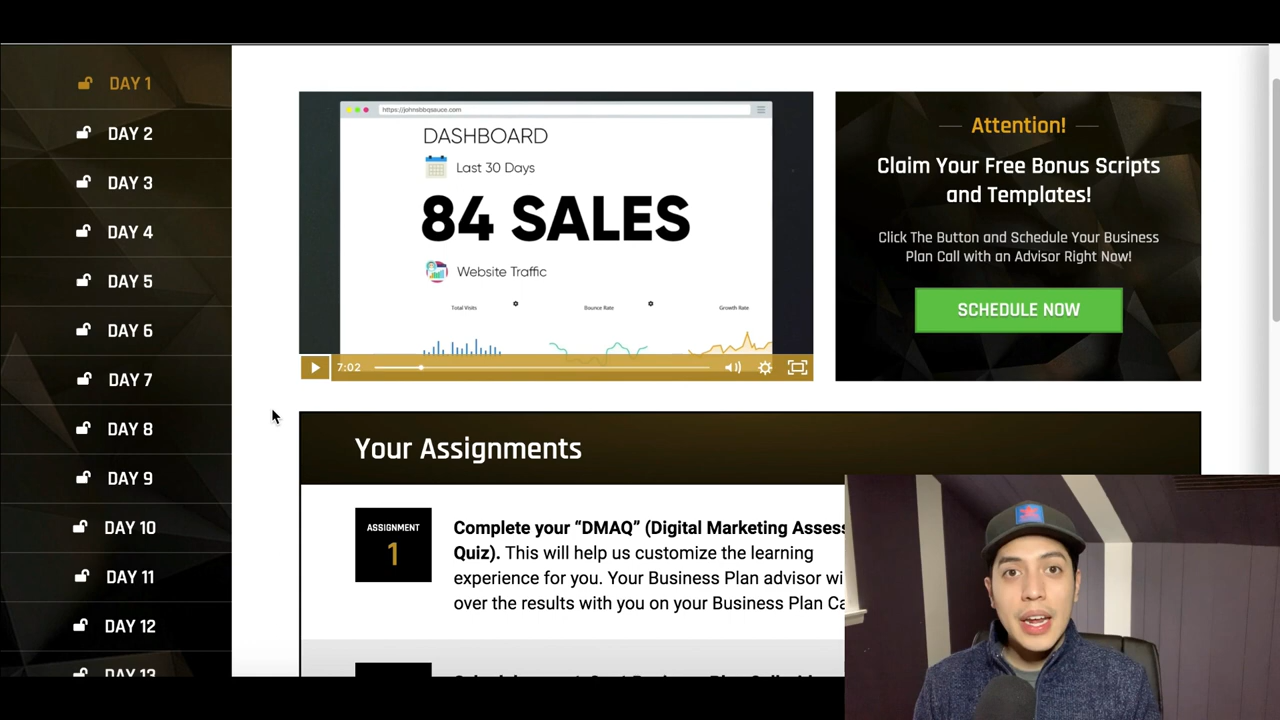 DAY 1
DAY 2
DAY 3
DAY 4
DAY 5
DAY 6
DAY 7
DAY 8
DAY 9
DAY 10
DAY 11
DAY 12
DAY 13
https://johnsbbqsauce.com
DASHBOARD
Last 30 Days
84 SALES
Website Traffic
Total Visits
Bounce Rate
Growth Rate
7:02
Attention!
Claim Your Free Bonus Scripts
and Templates!
Click The Button and Schedule Your Business
Plan Call with an Advisor Right Now!
SCHEDULE NOW
Your Assignments
ASSIGNMENT
1
Complete your “DMAQ” (Digital Marketing Assess
Quiz). This will help us customize the learning
experience for you. Your Business Plan advisor wi
over the results with you on your Business Plan Ca